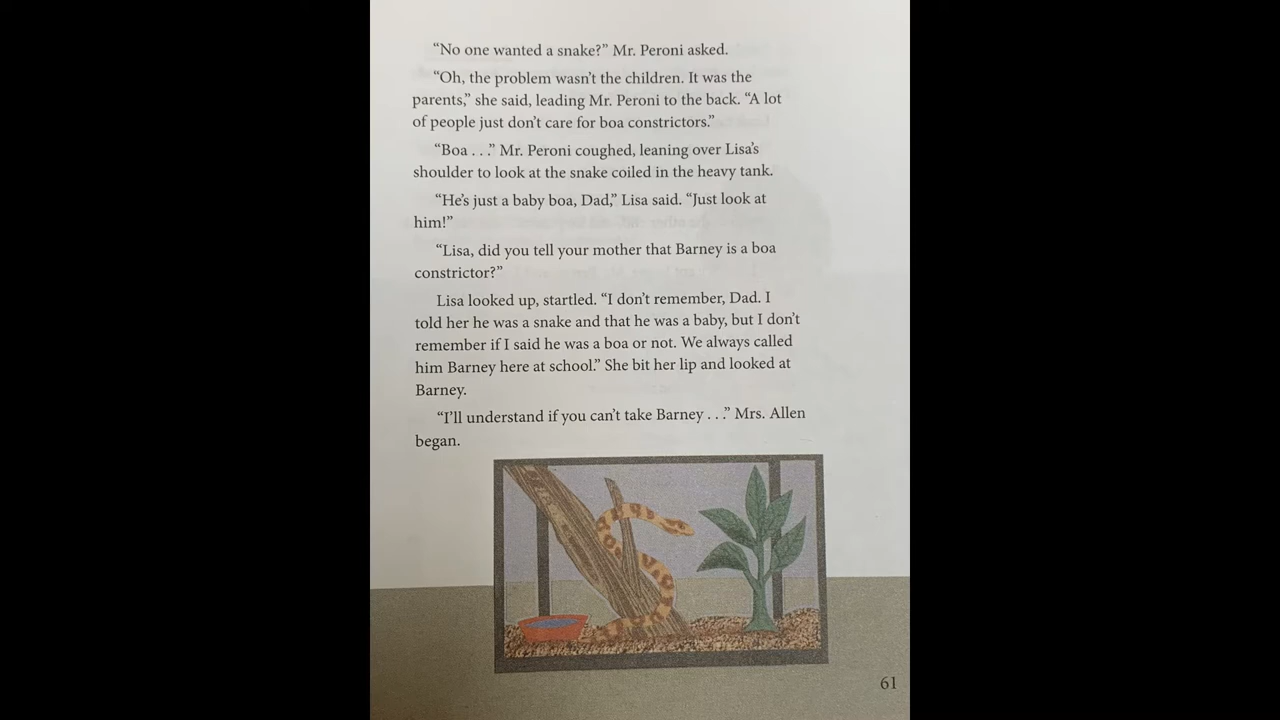 “No one wanted a snake?” Mr. Peroni asked.
“Oh, the problem wasn’t the children. It was the
parents,” she said, leading Mr. Peroni to the back. “A lot
of people just don’t care for boa constrictors.”
“Boa . . .” Mr. Peroni coughed, leaning over Lisa’s
shoulder to look at the snake coiled in the heavy tank.
“He’s just a baby boa, Dad,” Lisa said. “Just look at
him!”
“Lisa, did you tell your mother that Barney is a boa
constrictor?”
Lisa looked up, startled. “I don’t remember, Dad. I
told her he was a snake and that he was a baby, but I don’t
remember if I said he was a boa or not. We always called
him Barney here at school.” She bit her lip and looked at
Barney.
“I’ll understand if you can’t take Barney . . .” Mrs. Allen
began.
61